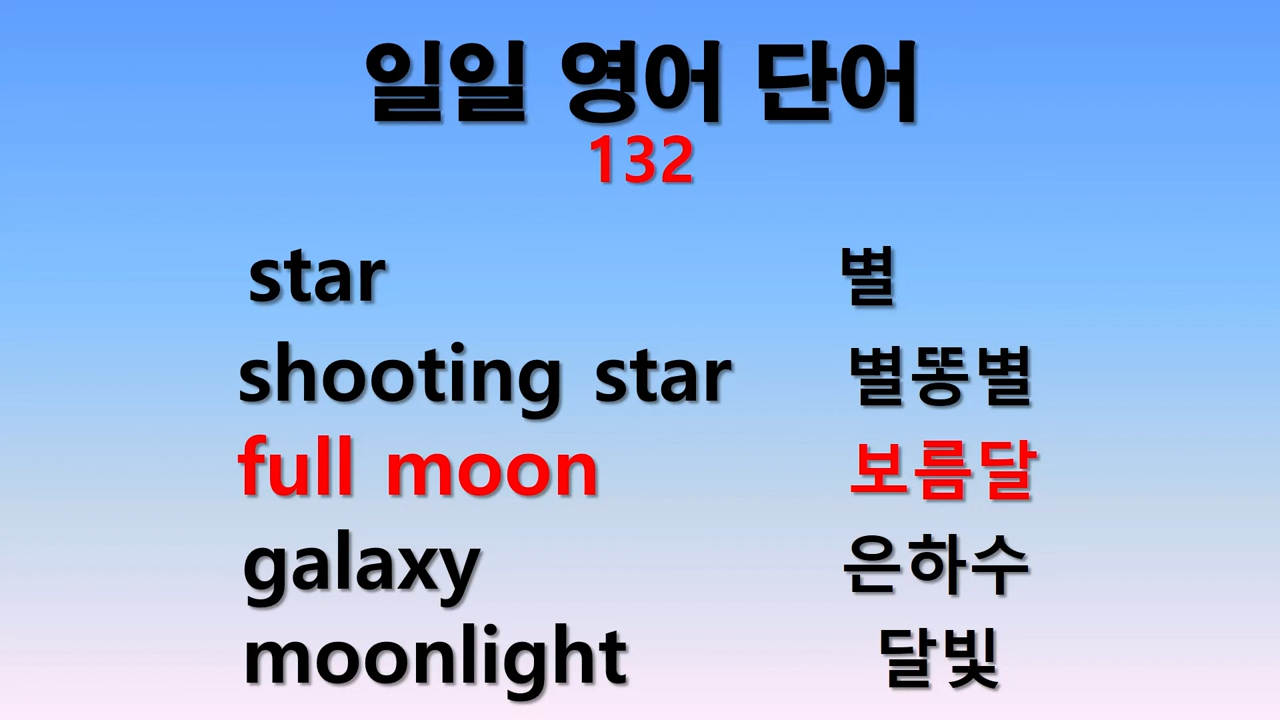 일일 영어 단어
132
star 별
shooting star 별똥별
full moon 보름달
galaxy 은하수
moonlight 달빛